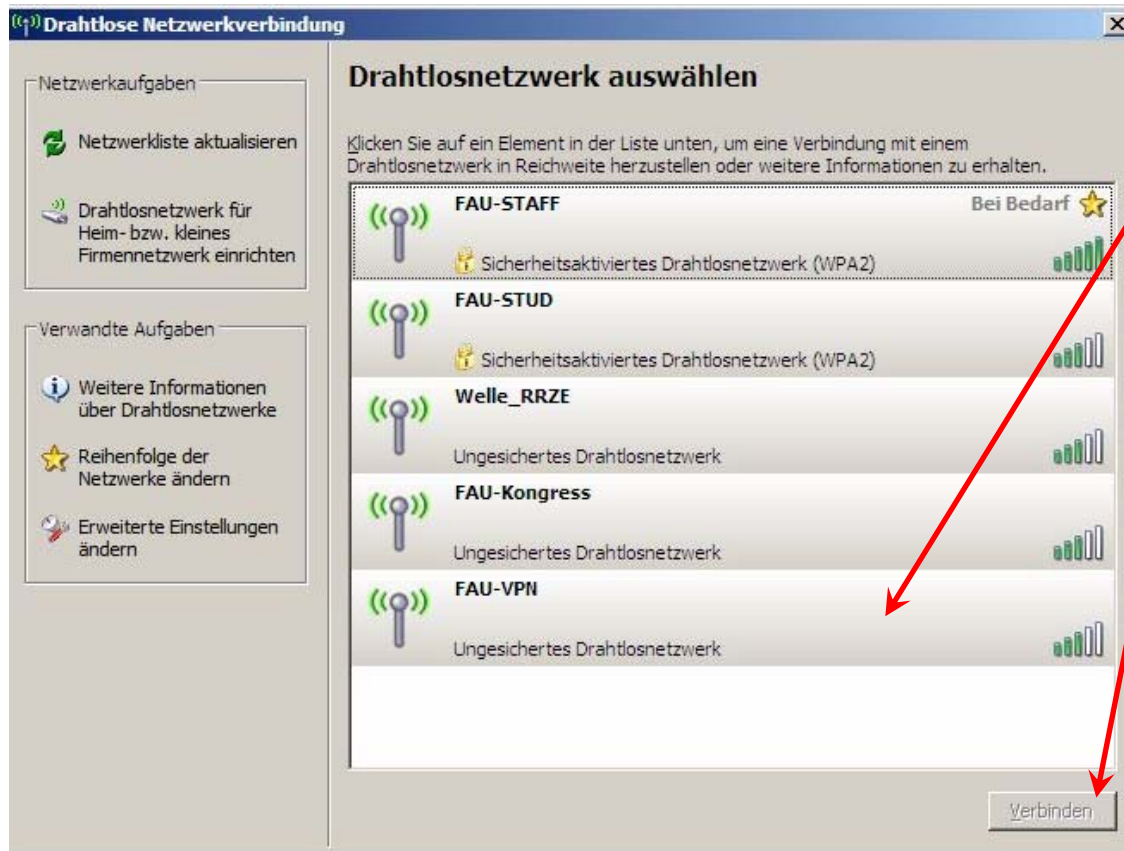 Drahtlose Netzwerkverbindung
Netzwerkaufgaben
Netzwerkliste aktualisieren
Drahtlosnetzwerk für
Heim- bzw. kleines
Firmennetzwerk einrichten
Verwandte Aufgaben
Weitere Informationen
über Drahtlosnetzwerke
Reihenfolge der
Netzwerke ändern
Erweiterte Einstellungen
ändern
Drahtlosnetzwerk auswählen
Klicken Sie auf ein Element in der Liste unten, um eine Verbindung mit einem
Drahtlosnetzwerk in Reichweite herzustellen oder weitere Informationen zu erhalten.
FAU-STAFF Bei Bedarf
Sicherheitsaktiviertes Drahtlosnetzwerk (WPA2)
FAU-STUD
Sicherheitsaktiviertes Drahtlosnetzwerk (WPA2)
Welle_RRZE
Ungesichertes Drahtlosnetzwerk
FAU-Kongress
Ungesichertes Drahtlosnetzwerk
FAU-VPN
Ungesichertes Drahtlosnetzwerk
Verbinden